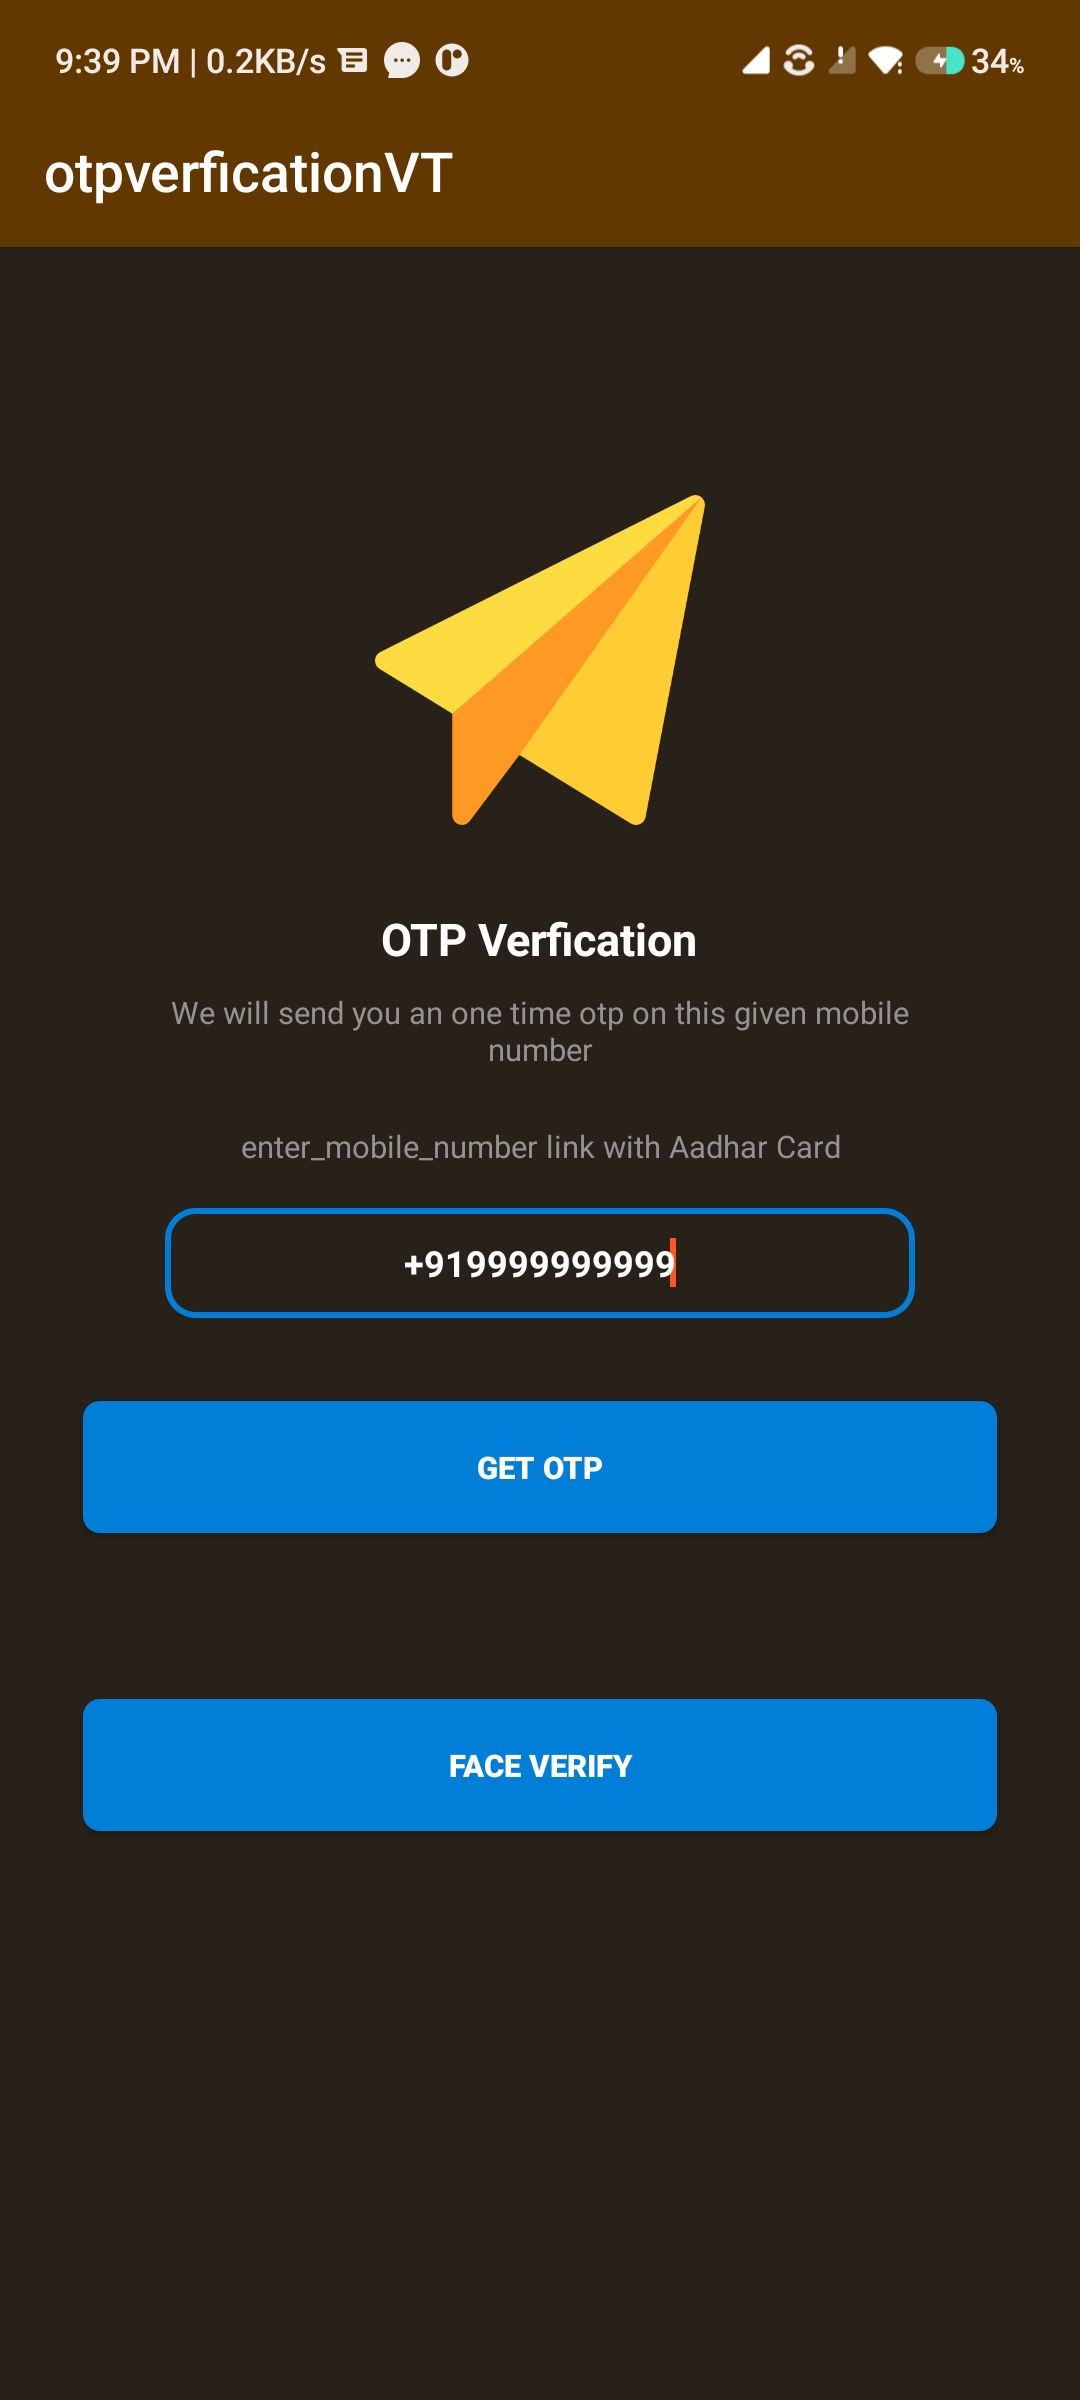 9:39 PM | 0.2KB/s 34%
otpverficationVT
OTP Verfication
We will send you an one time otp on this given mobile
number
enter_mobile_number link with Aadhar Card
+919999999999
GET OTP
FACE VERIFY